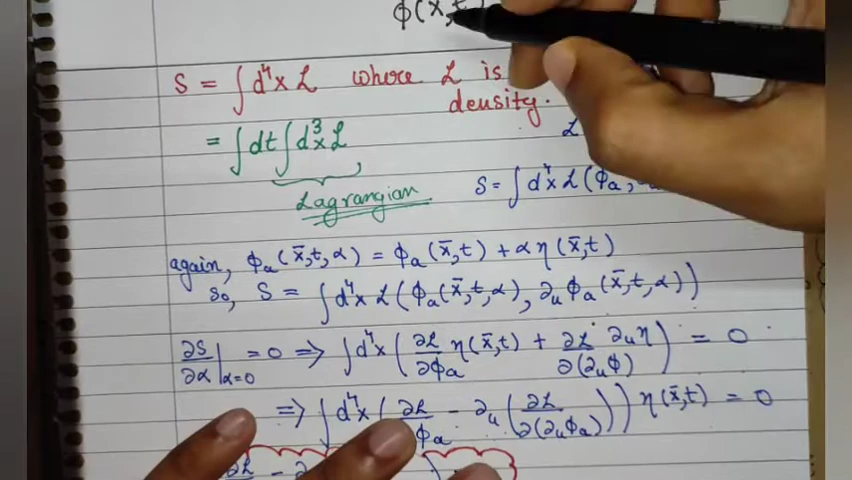 ϕ(x,t
S = ∫d⁴x ℒ where ℒ is
density.
= ∫dt∫d³x ℒ
ℒ
Lagrangian
S = ∫d⁴x ℒ(ϕₐ,
again, ϕₐ(x̄,t,α) = ϕₐ(x̄,t) + αη(x̄,t)
so, S = ∫d⁴x ℒ(ϕₐ(x̄,t,α), ∂ᵤϕₐ(x̄,t,α))
∂S/∂α|α=0 = 0 ⇒ ∫d⁴x(∂ℒ/∂ϕₐ η(x̄,t) + ∂ℒ/∂(∂ᵤϕ) ∂ᵤη) = 0
⇒ ∫d⁴x(∂ℒ/∂ϕₐ - ∂ᵤ(∂ℒ/∂(∂ᵤϕₐ)))η(x̄,t) = 0
∂ℒ -